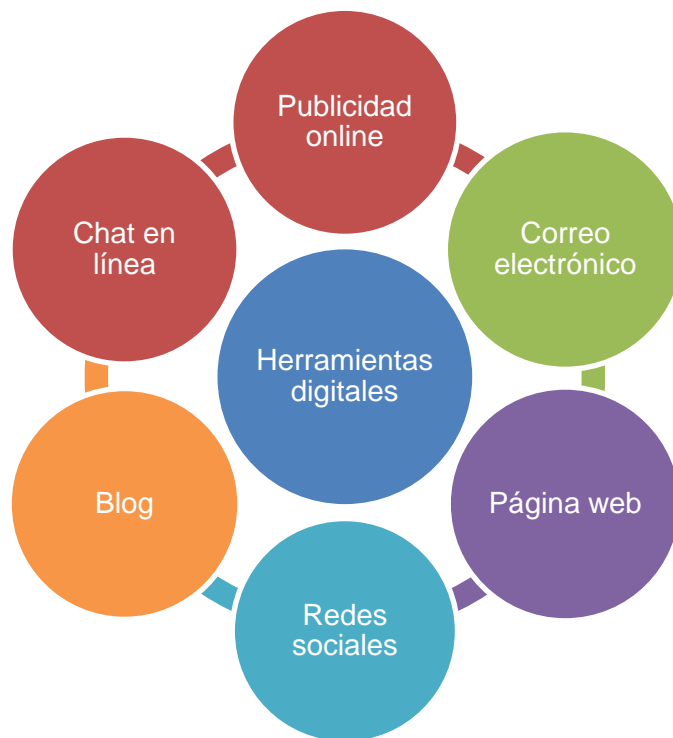 Publicidad
online
Chat en
línea
Correo
electrónico
Herramientas
digitales
Blog
Página web
Redes
sociales